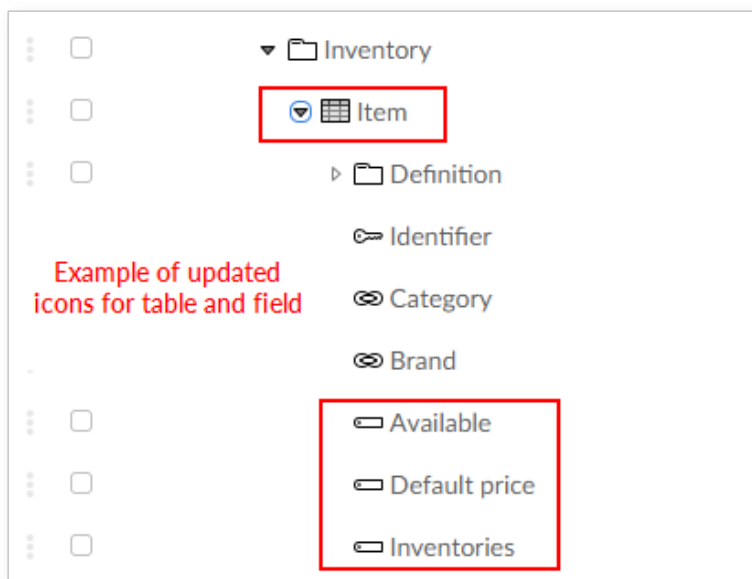 Inventory
Item
Definition
Identifier
Example of updated
icons for table and field
Category
Brand
Available
Default price
Inventories